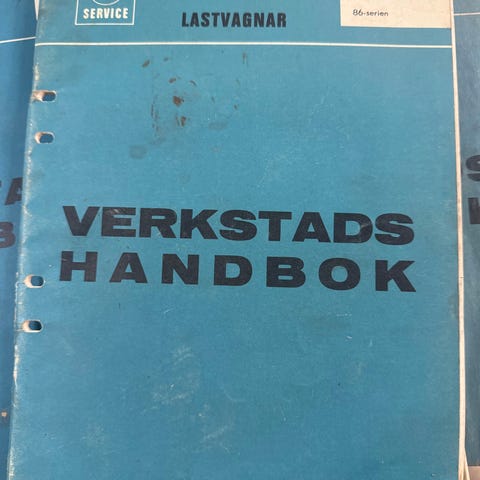 SERVICE
LASTVAGNAR
86-serien
VERKSTADS
HANDBOK